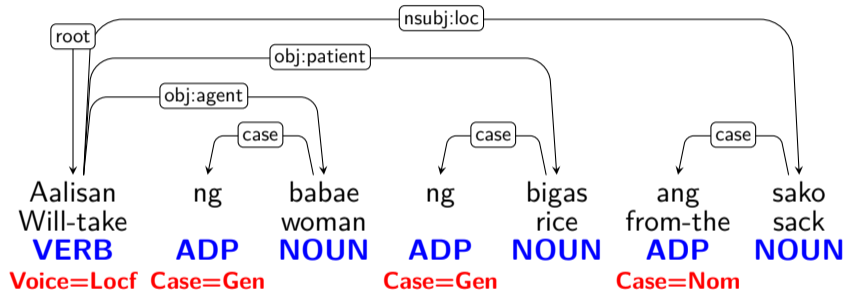 nsubj:loc
root
obj:patient
obj:agent
case case case
Aalisan ng babae ng bigas ang sako
Will-take woman rice from-the sack
VERB ADP NOUN ADP NOUN ADP NOUN
Voice=Locf Case=Gen Case=Gen Case=Nom